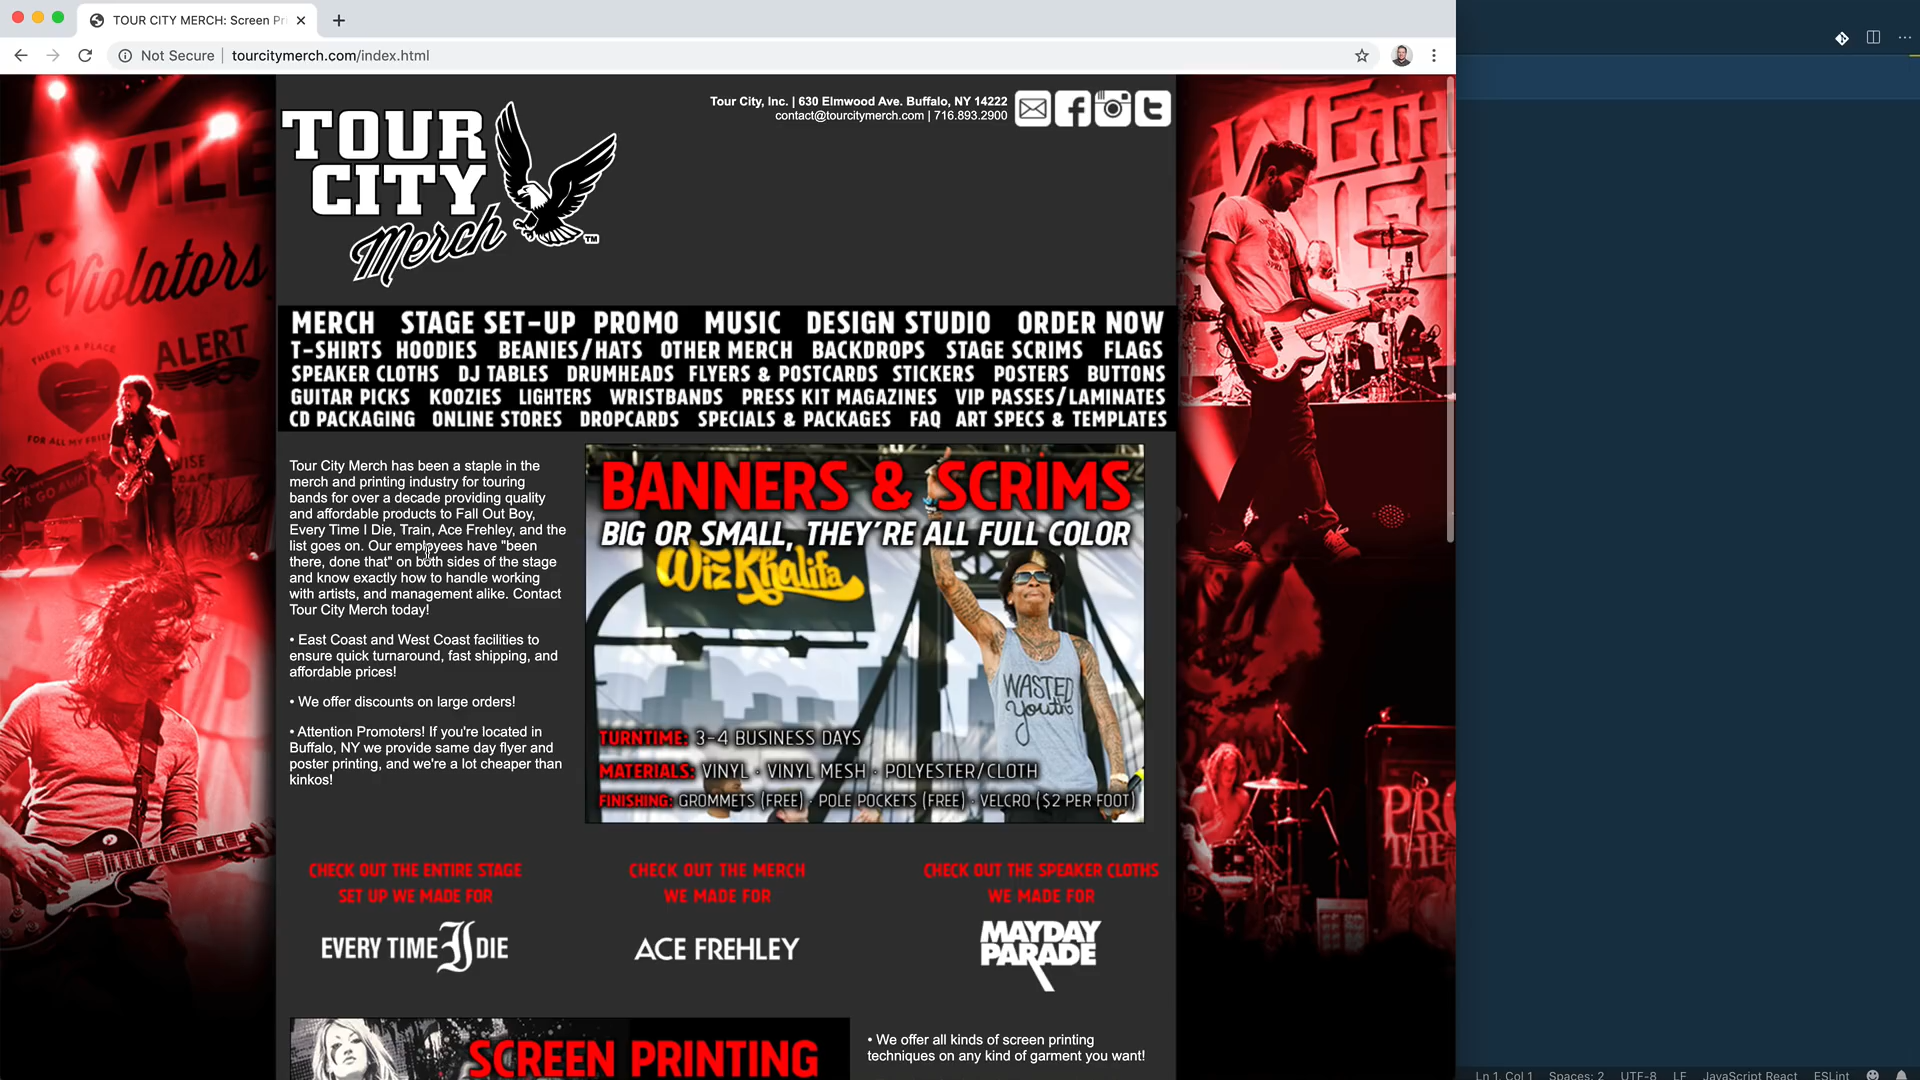 TOUR CITY MERCH: Screen Pri
Not Secure
tourcitymerch.com/index.html
Tour City, Inc. | 630 Elmwood Ave. Buffalo, NY 14222
contact@tourcitymerch.com | 716.893.2900
TOUR
CITY
Merch
TM
MERCH STAGE SET-UP PROMO MUSIC DESIGN STUDIO ORDER NOW
T-SHIRTS HOODIES BEANIES/HATS OTHER MERCH BACKDROPS STAGE SCRIMS FLAGS
SPEAKER CLOTHS DJ TABLES DRUMHEADS FLYERS & POSTCARDS STICKERS POSTERS BUTTONS
GUITAR PICKS KOOZIES LIGHTERS WRISTBANDS PRESS KIT MAGAZINES VIP PASSES/LAMINATES
CD PACKAGING ONLINE STORES DROPCARDS SPECIALS & PACKAGES FAQ ART SPECS & TEMPLATES
Tour City Merch has been a staple in the
merch and printing industry for touring
bands for over a decade providing quality
and affordable products to Fall Out Boy,
Every Time I Die, Train, Ace Frehley, and the
list goes on. Our employees have "been
there, done that" on both sides of the stage
and know exactly how to handle working
with artists, and management alike. Contact
Tour City Merch today!
• East Coast and West Coast facilities to
ensure quick turnaround, fast shipping, and
affordable prices!
• We offer discounts on large orders!
• Attention Promoters! If you're located in
Buffalo, NY we provide same day flyer and
poster printing, and we're a lot cheaper than
kinkos!
BANNERS & SCRIMS
BIG OR SMALL, THEY'RE ALL FULL COLOR
Wiz Khalifa
WASTED
Youth
TURNTIME: 3-4 BUSINESS DAYS
MATERIALS: VINYL · VINYL MESH · POLYESTER/CLOTH
FINISHING: GROMMETS (FREE) · POLE POCKETS (FREE) · VELCRO ($2 PER FOOT)
CHECK OUT THE ENTIRE STAGE
SET UP WE MADE FOR
EVERY TIME I DIE
CHECK OUT THE MERCH
WE MADE FOR
ACE FREHLEY
CHECK OUT THE SPEAKER CLOTHS
WE MADE FOR
MAYDAY
PARADE
SCREEN PRINTING
• We offer all kinds of screen printing
techniques on any kind of garment you want!
T VILE
e Violators
ALERT
THERE'S A PLACE
FOR ALL MY
WISE
GO AWAY
WETH
PRO
THE
Ln 1, Col 1 Spaces: 2 UTF-8 LF JavaScript React ESLint